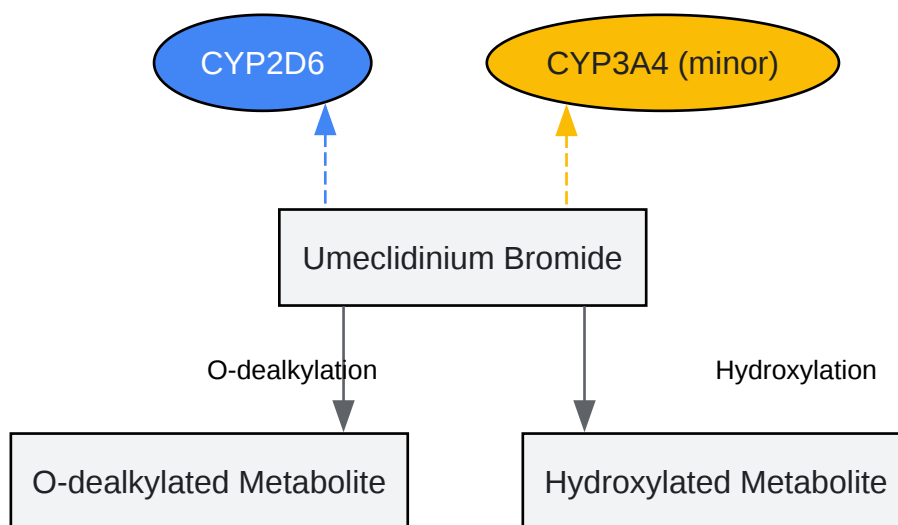 CYP2D6
CYP3A4 (minor)
Umeclidinium Bromide
O-dealkylation
Hydroxylation
O-dealkylated Metabolite
Hydroxylated Metabolite